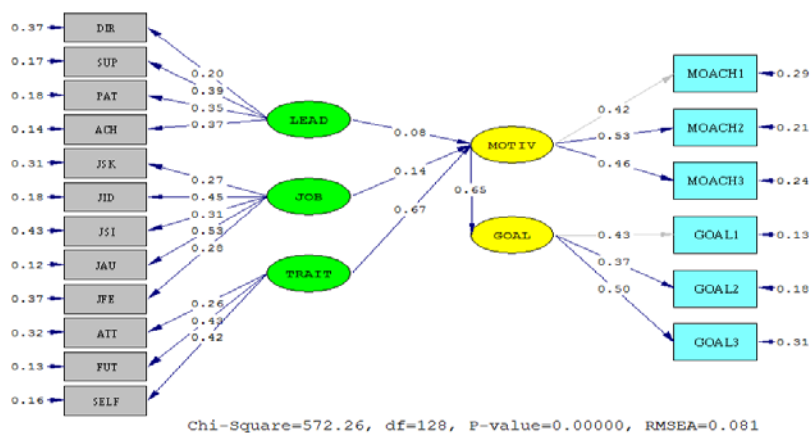 0.37 DIR
0.17 SUP
0.18 PAT
0.14 ACH
0.31 JSK
0.18 JID
0.43 JSI
0.12 JAU
0.37 JFE
0.32 ATT
0.13 FUT
0.16 SELF
0.20
0.39
0.35
0.37
0.27
0.45
0.31
0.53
0.28
0.26
0.43
0.42
LEAD
JOB
TRAIT
0.08
0.14
0.67
MOTIV
0.65
GOAL
0.42
0.53
0.46
0.43
0.37
0.50
MOACH1 0.29
MOACH2 0.21
MOACH3 0.24
GOAL1 0.13
GOAL2 0.18
GOAL3 0.31
Chi-Square=572.26, df=128, P-value=0.00000, RMSEA=0.081